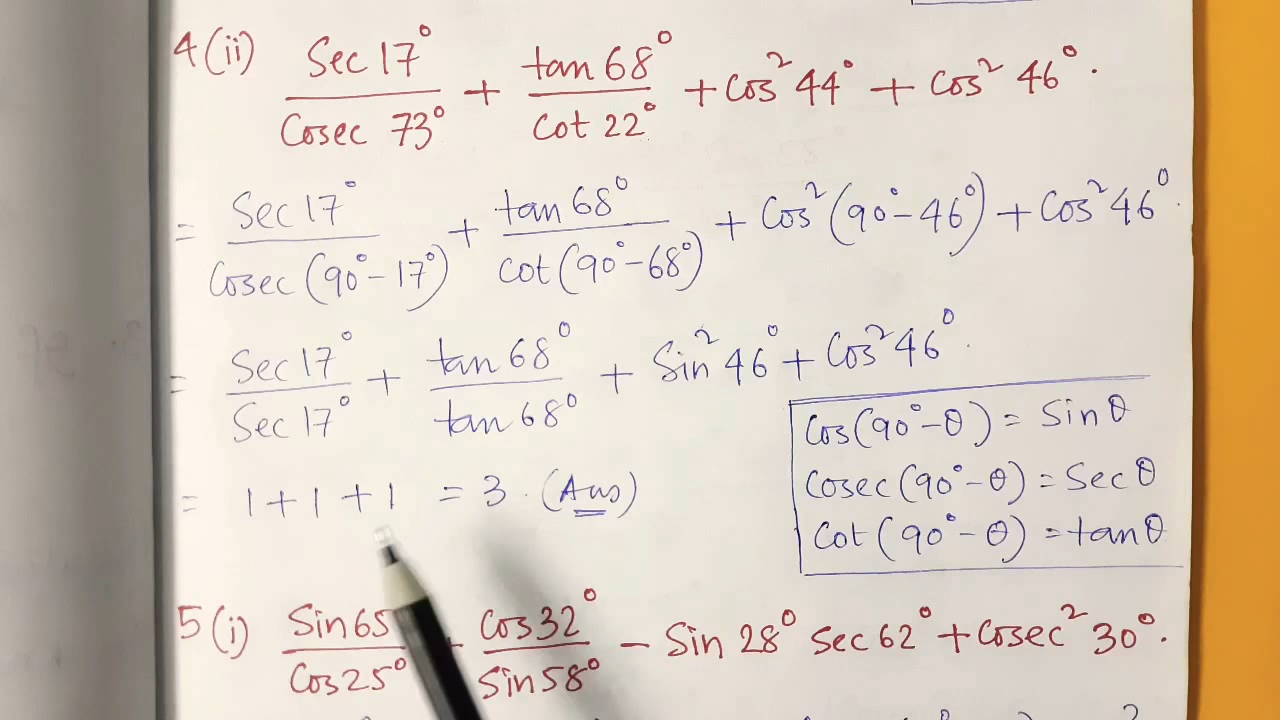 4(ii) Sec 17° / Cosec 73° + tan 68° / Cot 22° + Cos² 44° + Cos² 46°.
= Sec 17° / Cosec (90° - 17°) + tan 68° / cot (90° - 68°) + Cos² (90° - 46°) + Cos² 46°.
= Sec 17° / Sec 17° + tan 68° / tan 68° + Sin² 46° + Cos² 46°.
= 1 + 1 + 1 = 3. (Ans)
Cos (90° - θ) = Sin θ
Cosec (90° - θ) = Sec θ
Cot (90° - θ) = tan θ
5(i) Sin 65 / Cos 25° + Cos 32° / Sin 58° - Sin 28° sec 62° + Cosec² 30°.